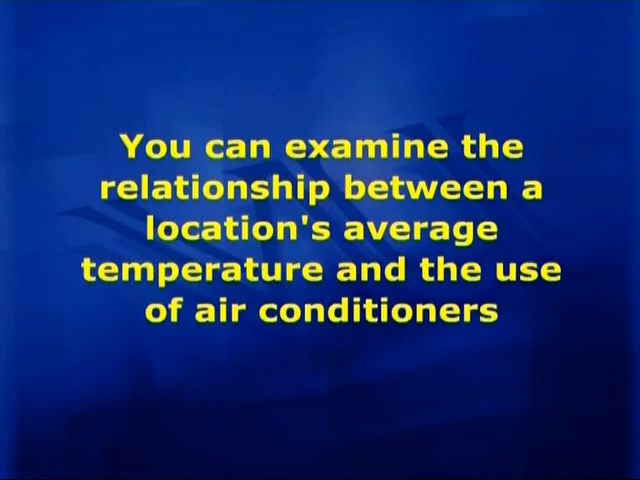 You can examine the
relationship between a
location's average
temperature and the use
of air conditioners